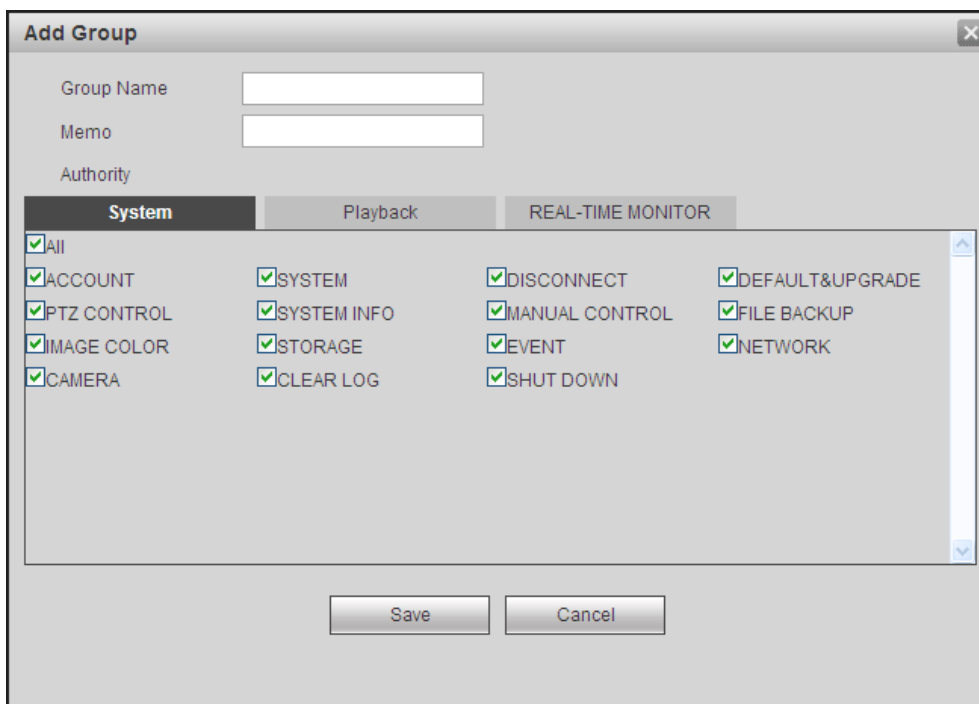 Add Group
Group Name
Memo
Authority
System Playback REAL-TIME MONITOR
All
ACCOUNT SYSTEM DISCONNECT DEFAULT&UPGRADE
PTZ CONTROL SYSTEM INFO MANUAL CONTROL FILE BACKUP
IMAGE COLOR STORAGE EVENT NETWORK
CAMERA CLEAR LOG SHUT DOWN
Save Cancel